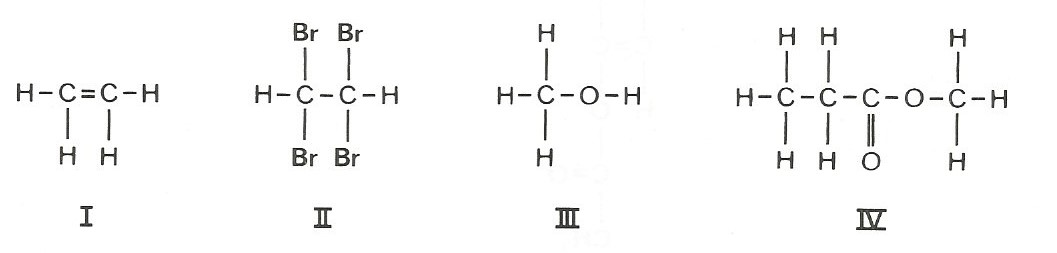 Br Br H H H H
H-C=C-H H-C-C-H H-C-O-H H-C-C-C-O-C-H
H H Br Br H H H O H
I II III IV